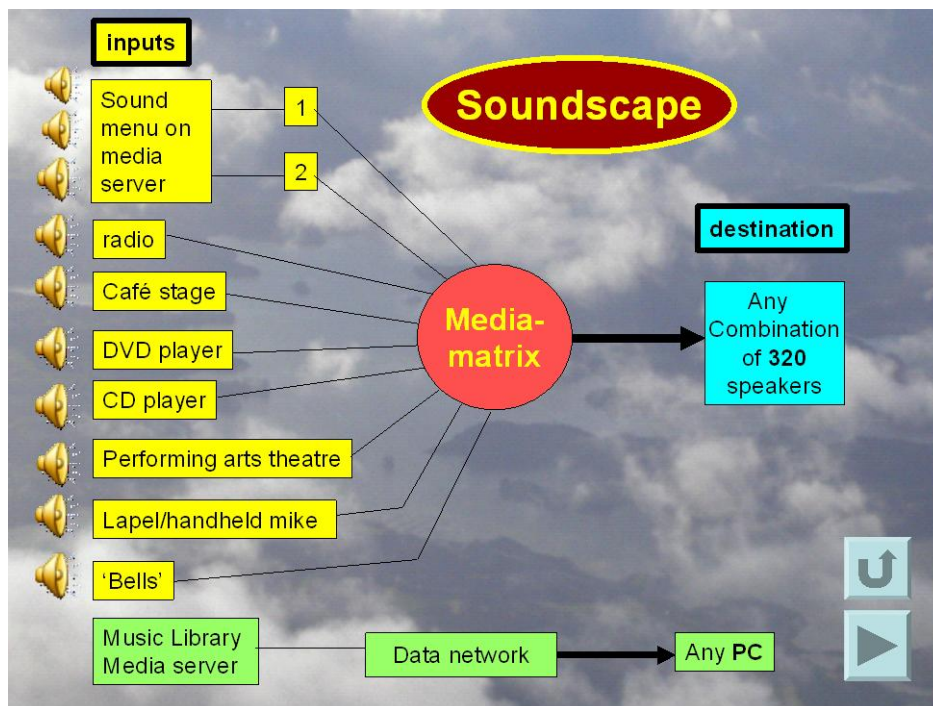 inputs
Soundscape
Sound
menu on
media
server
1
2
radio
Café stage
DVD player
CD player
Performing arts theatre
Lapel/handheld mike
‘Bells’
Media-
matrix
destination
Any
Combination
of 320
speakers
Music Library
Media server
Data network
Any PC